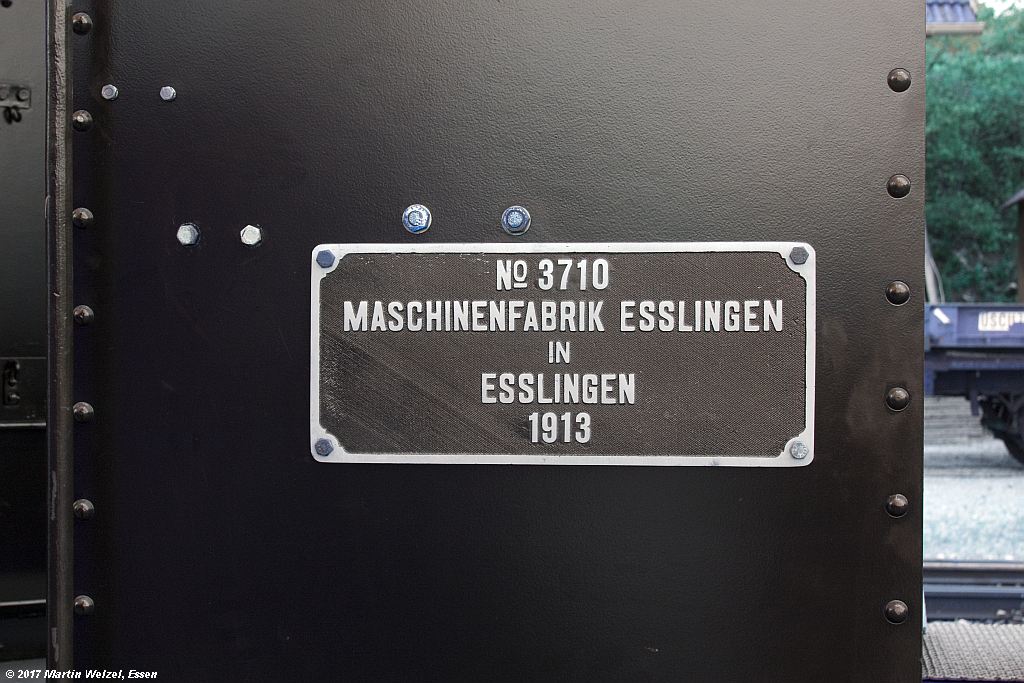 No 3710
MASCHINENFABRIK ESSLINGEN
IN
ESSLINGEN
1913
© 2017 Martin Welzel, Essen